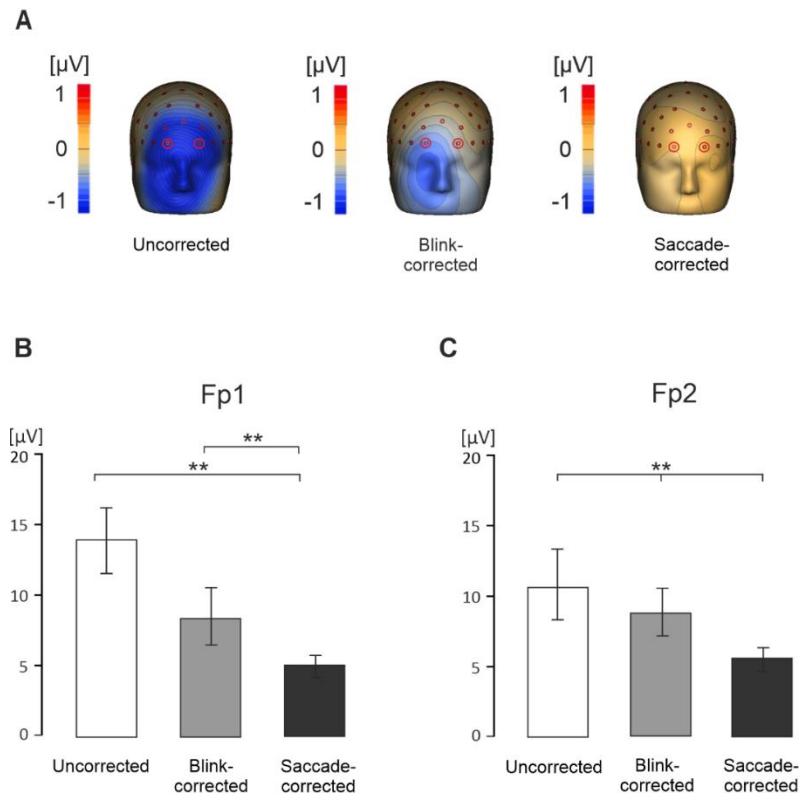 A
[µV]
1
0
-1
Uncorrected
[µV]
1
0
-1
Blink-
corrected
[µV]
1
0
-1
Saccade-
corrected
B
Fp1
[µV]
20
15
10
5
0
**
**
Uncorrected
Blink-
corrected
Saccade-
corrected
C
Fp2
[µV]
20
15
10
5
0
**
Uncorrected
Blink-
corrected
Saccade-
corrected